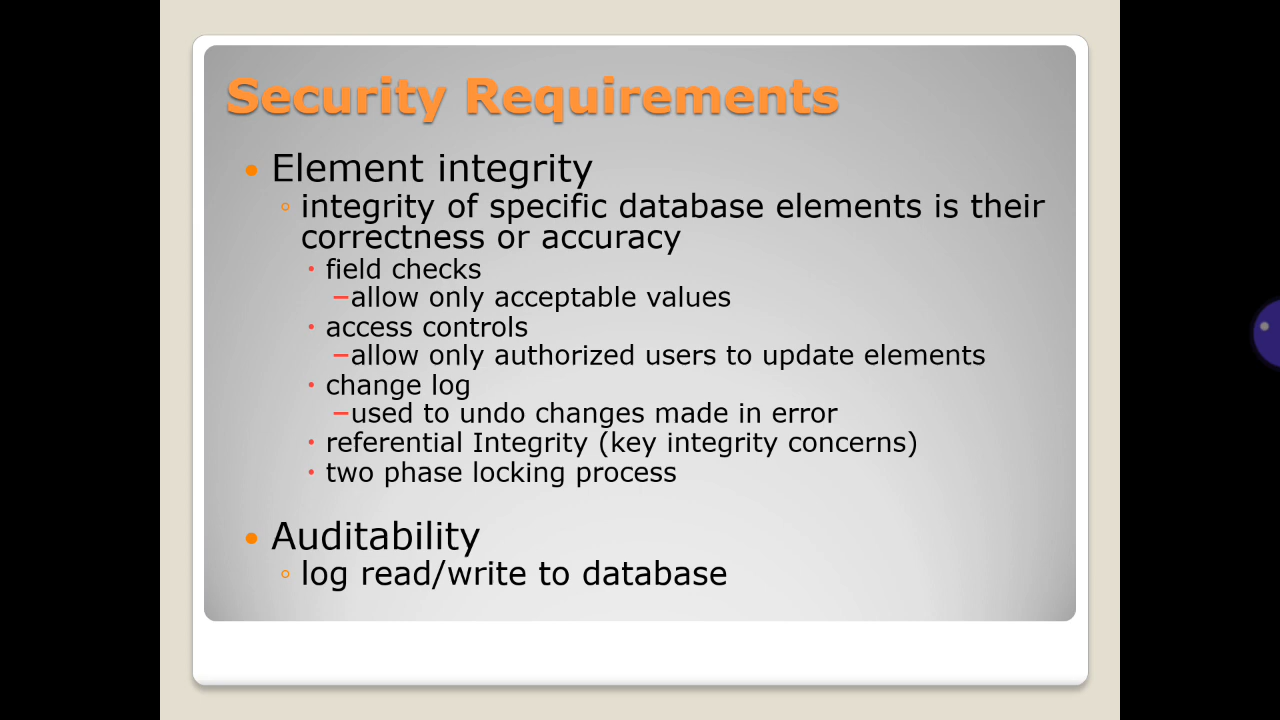 Security Requirements
• Element integrity
◦ integrity of specific database elements is their
correctness or accuracy
• field checks
–allow only acceptable values
• access controls
–allow only authorized users to update elements
• change log
–used to undo changes made in error
• referential Integrity (key integrity concerns)
• two phase locking process
• Auditability
◦ log read/write to database